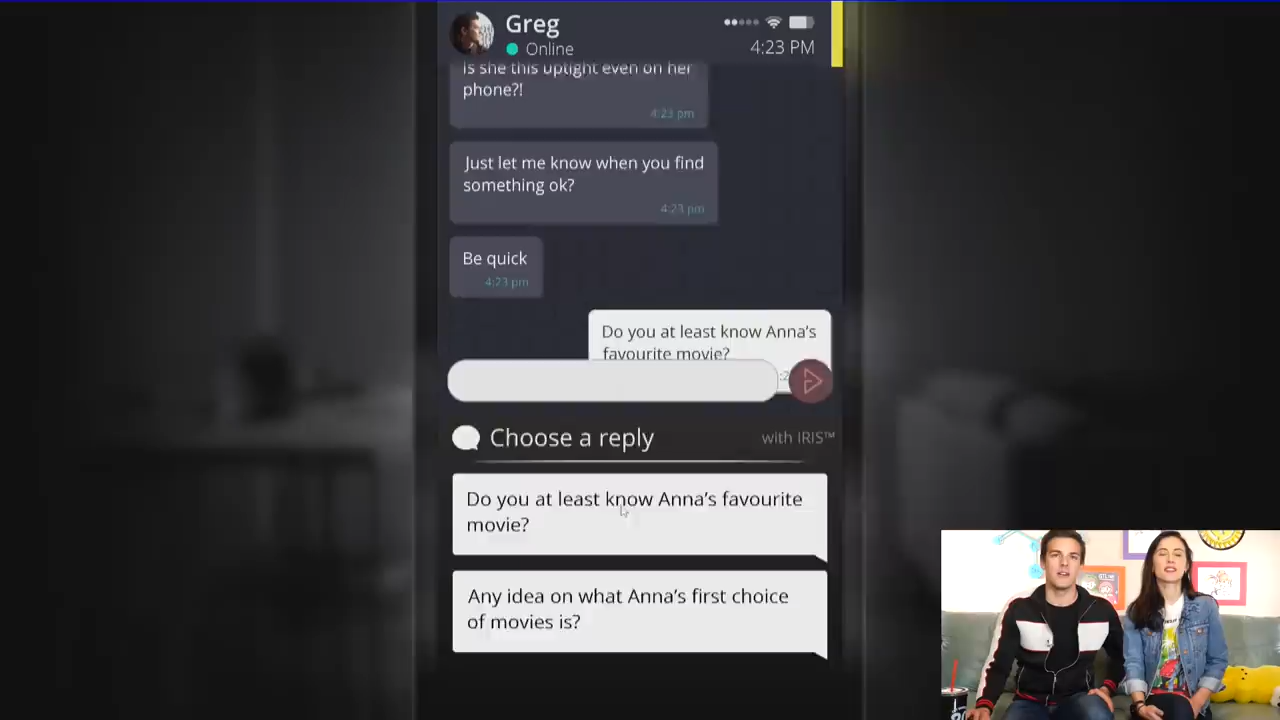 Greg
Online
4:23 PM
Is she this uptight even on her
phone?!
4:23 pm
Just let me know when you find
something ok?
4:23 pm
Be quick
4:23 pm
Do you at least know Anna's
favourite movie?
Choose a reply
with IRIS™
Do you at least know Anna's favourite
movie?
Any idea on what Anna's first choice
of movies is?